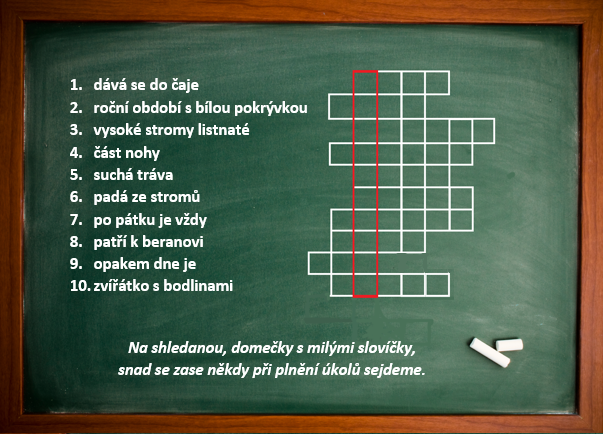 1. dává se do čaje
2. roční období s bílou pokrývkou
3. vysoké stromy listnaté
4. část nohy
5. suchá tráva
6. padá ze stromů
7. po pátku je vždy
8. patří k beranovi
9. opakem dne je
10. zvířátko s bodlinami
Na shledanou, domečky s milými slovíčky,
snad se zase někdy při plnění úkolů sejdeme.